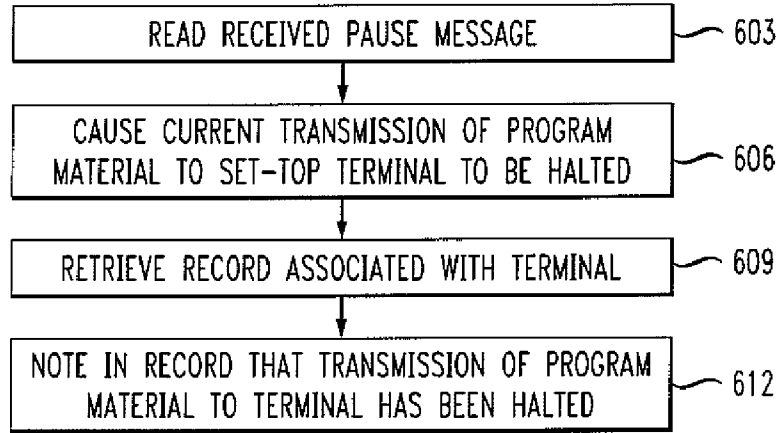 READ RECEIVED PAUSE MESSAGE
603
CAUSE CURRENT TRANSMISSION OF PROGRAM
MATERIAL TO SET-TOP TERMINAL TO BE HALTED
606
RETRIEVE RECORD ASSOCIATED WITH TERMINAL
609
NOTE IN RECORD THAT TRANSMISSION OF PROGRAM
MATERIAL TO TERMINAL HAS BEEN HALTED
612